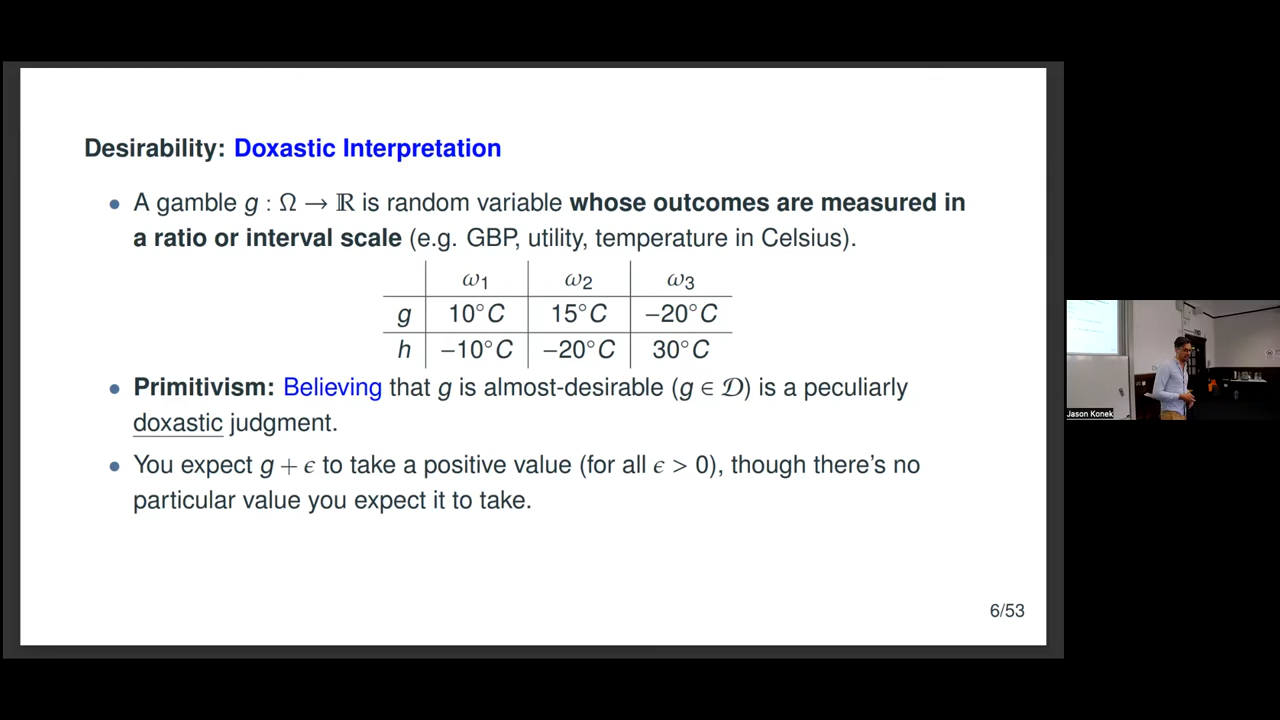 Desirability: Doxastic Interpretation
• A gamble g : Ω → ℝ is random variable whose outcomes are measured in
a ratio or interval scale (e.g. GBP, utility, temperature in Celsius).
ω₁ ω₂ ω₃
g 10°C 15°C −20°C
h −10°C −20°C 30°C
• Primitivism: Believing that g is almost-desirable (g ∈ 𝒟) is a peculiarly
doxastic judgment.
• You expect g + ϵ to take a positive value (for all ϵ > 0), though there's no
particular value you expect it to take.
6/53
Jason Konek